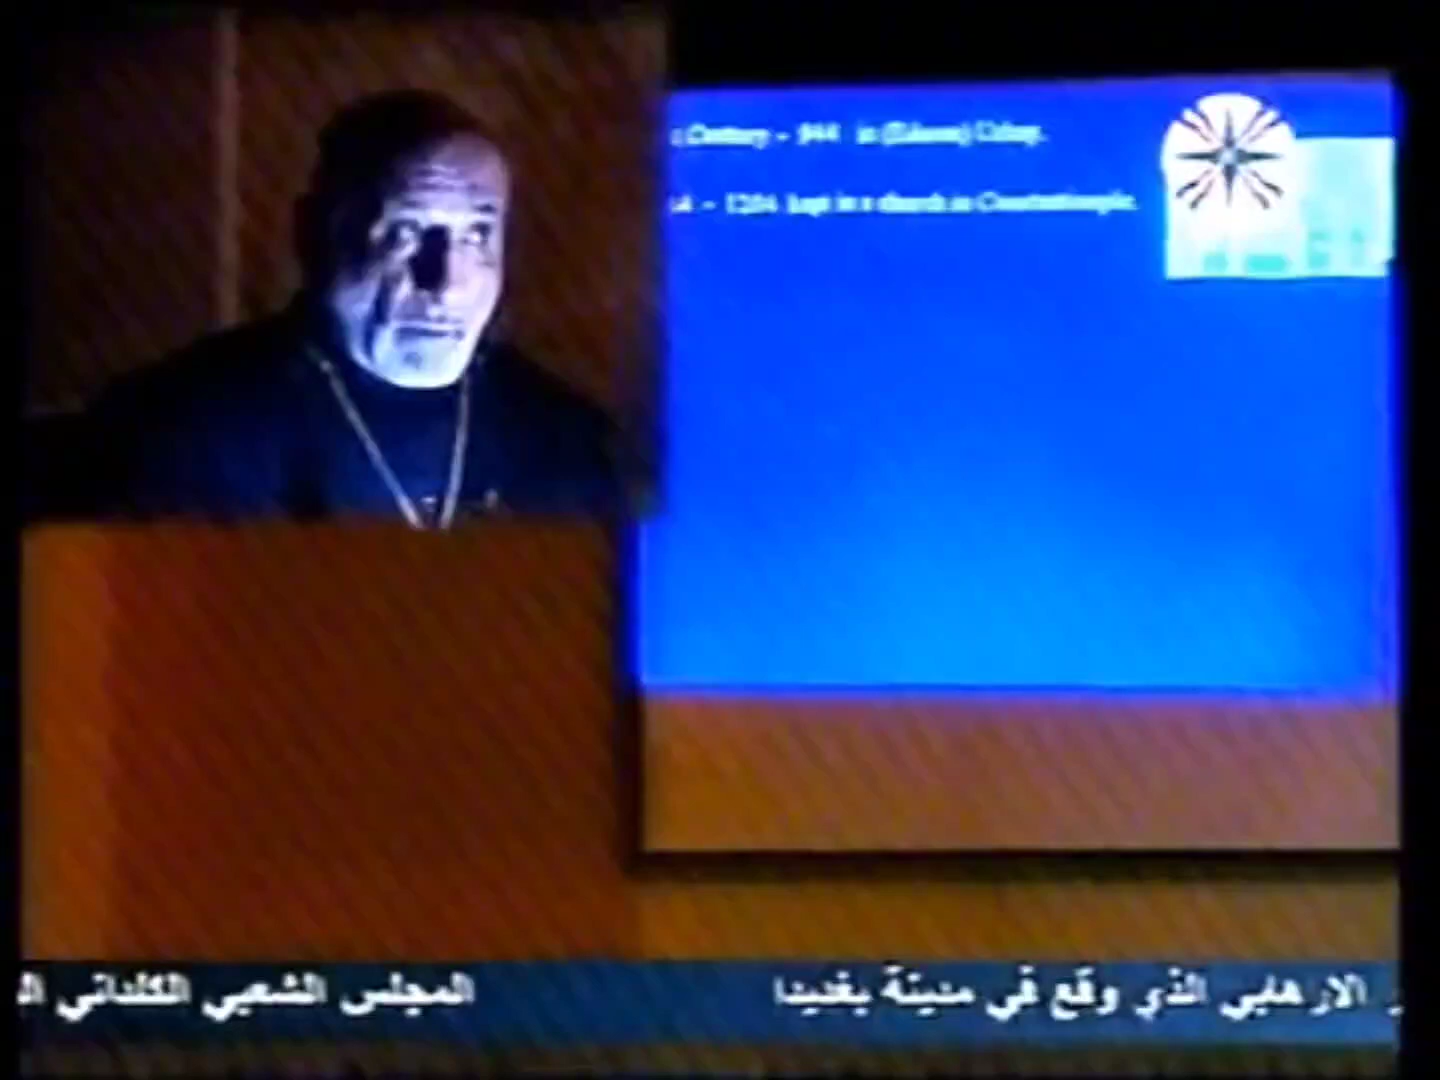 Century - 944 in (Edessa) Urfay.
- 1204 kept in a church in Constantinople.
الارهابي الذي وقع في مدينة بغديدا
المجلس الشعبي الكلداني